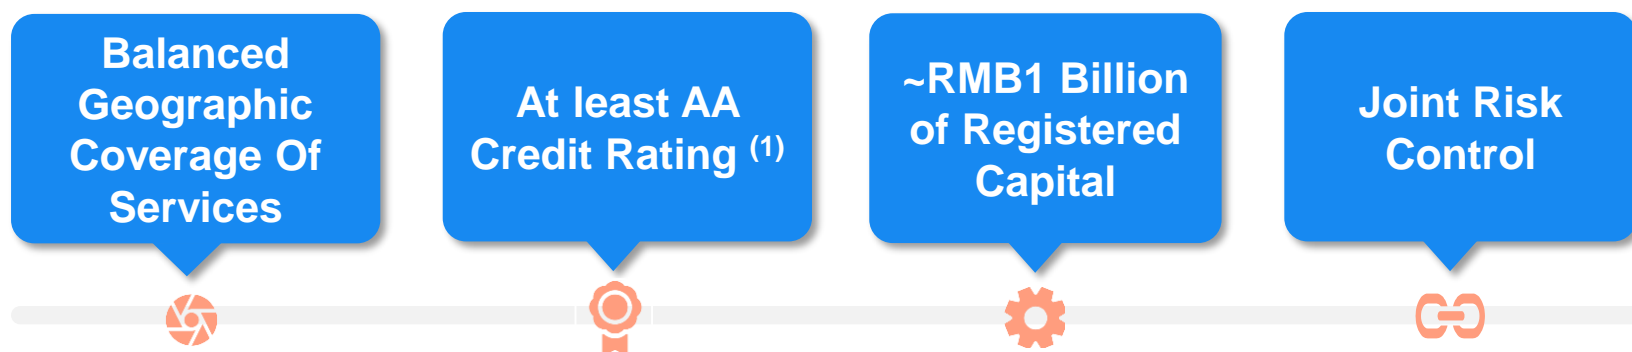 Balanced
Geographic
Coverage Of
Services
At least AA
Credit Rating (1)
~RMB1 Billion
of Registered
Capital
Joint Risk
Control